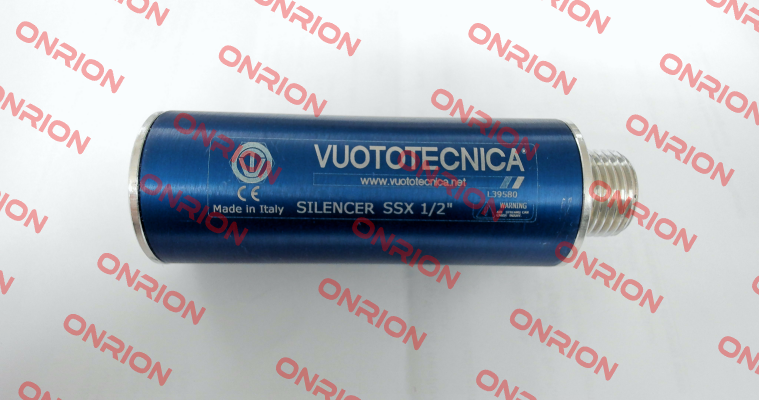 VUOTOTECNICA®
www.vuototecnica.net
L39580
CE
Made in Italy
SILENCER SSX 1/2"
WARNING
ONRION